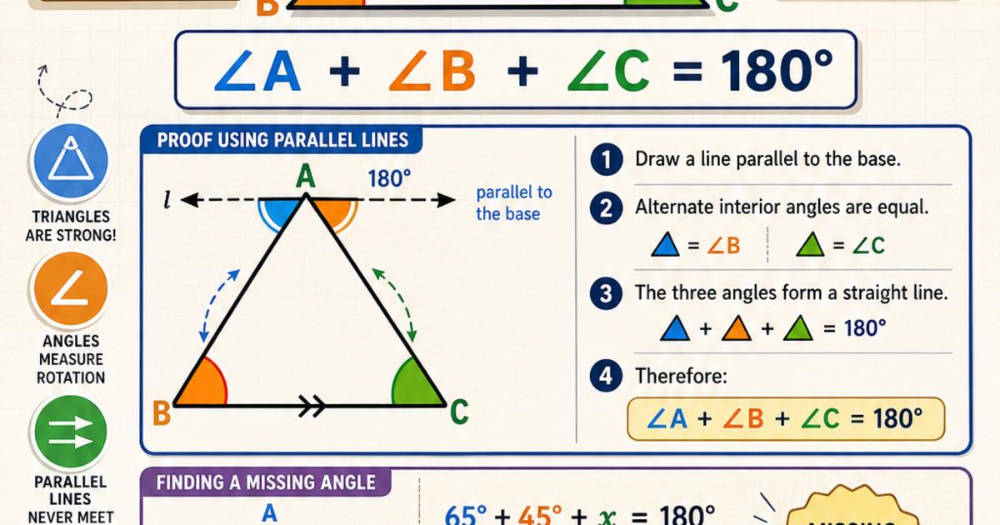 B C
∠A + ∠B + ∠C = 180°
TRIANGLES
ARE STRONG!
ANGLES
MEASURE
ROTATION
PARALLEL
LINES
NEVER MEET
PROOF USING PARALLEL LINES
A
180°
l
parallel to
the base
B
C
1 Draw a line parallel to the base.
2 Alternate interior angles are equal.
= ∠B
= ∠C
3 The three angles form a straight line.
+ + = 180°
4 Therefore:
∠A + ∠B + ∠C = 180°
FINDING A MISSING ANGLE
A
65° + 45° + x = 180°
MISSING